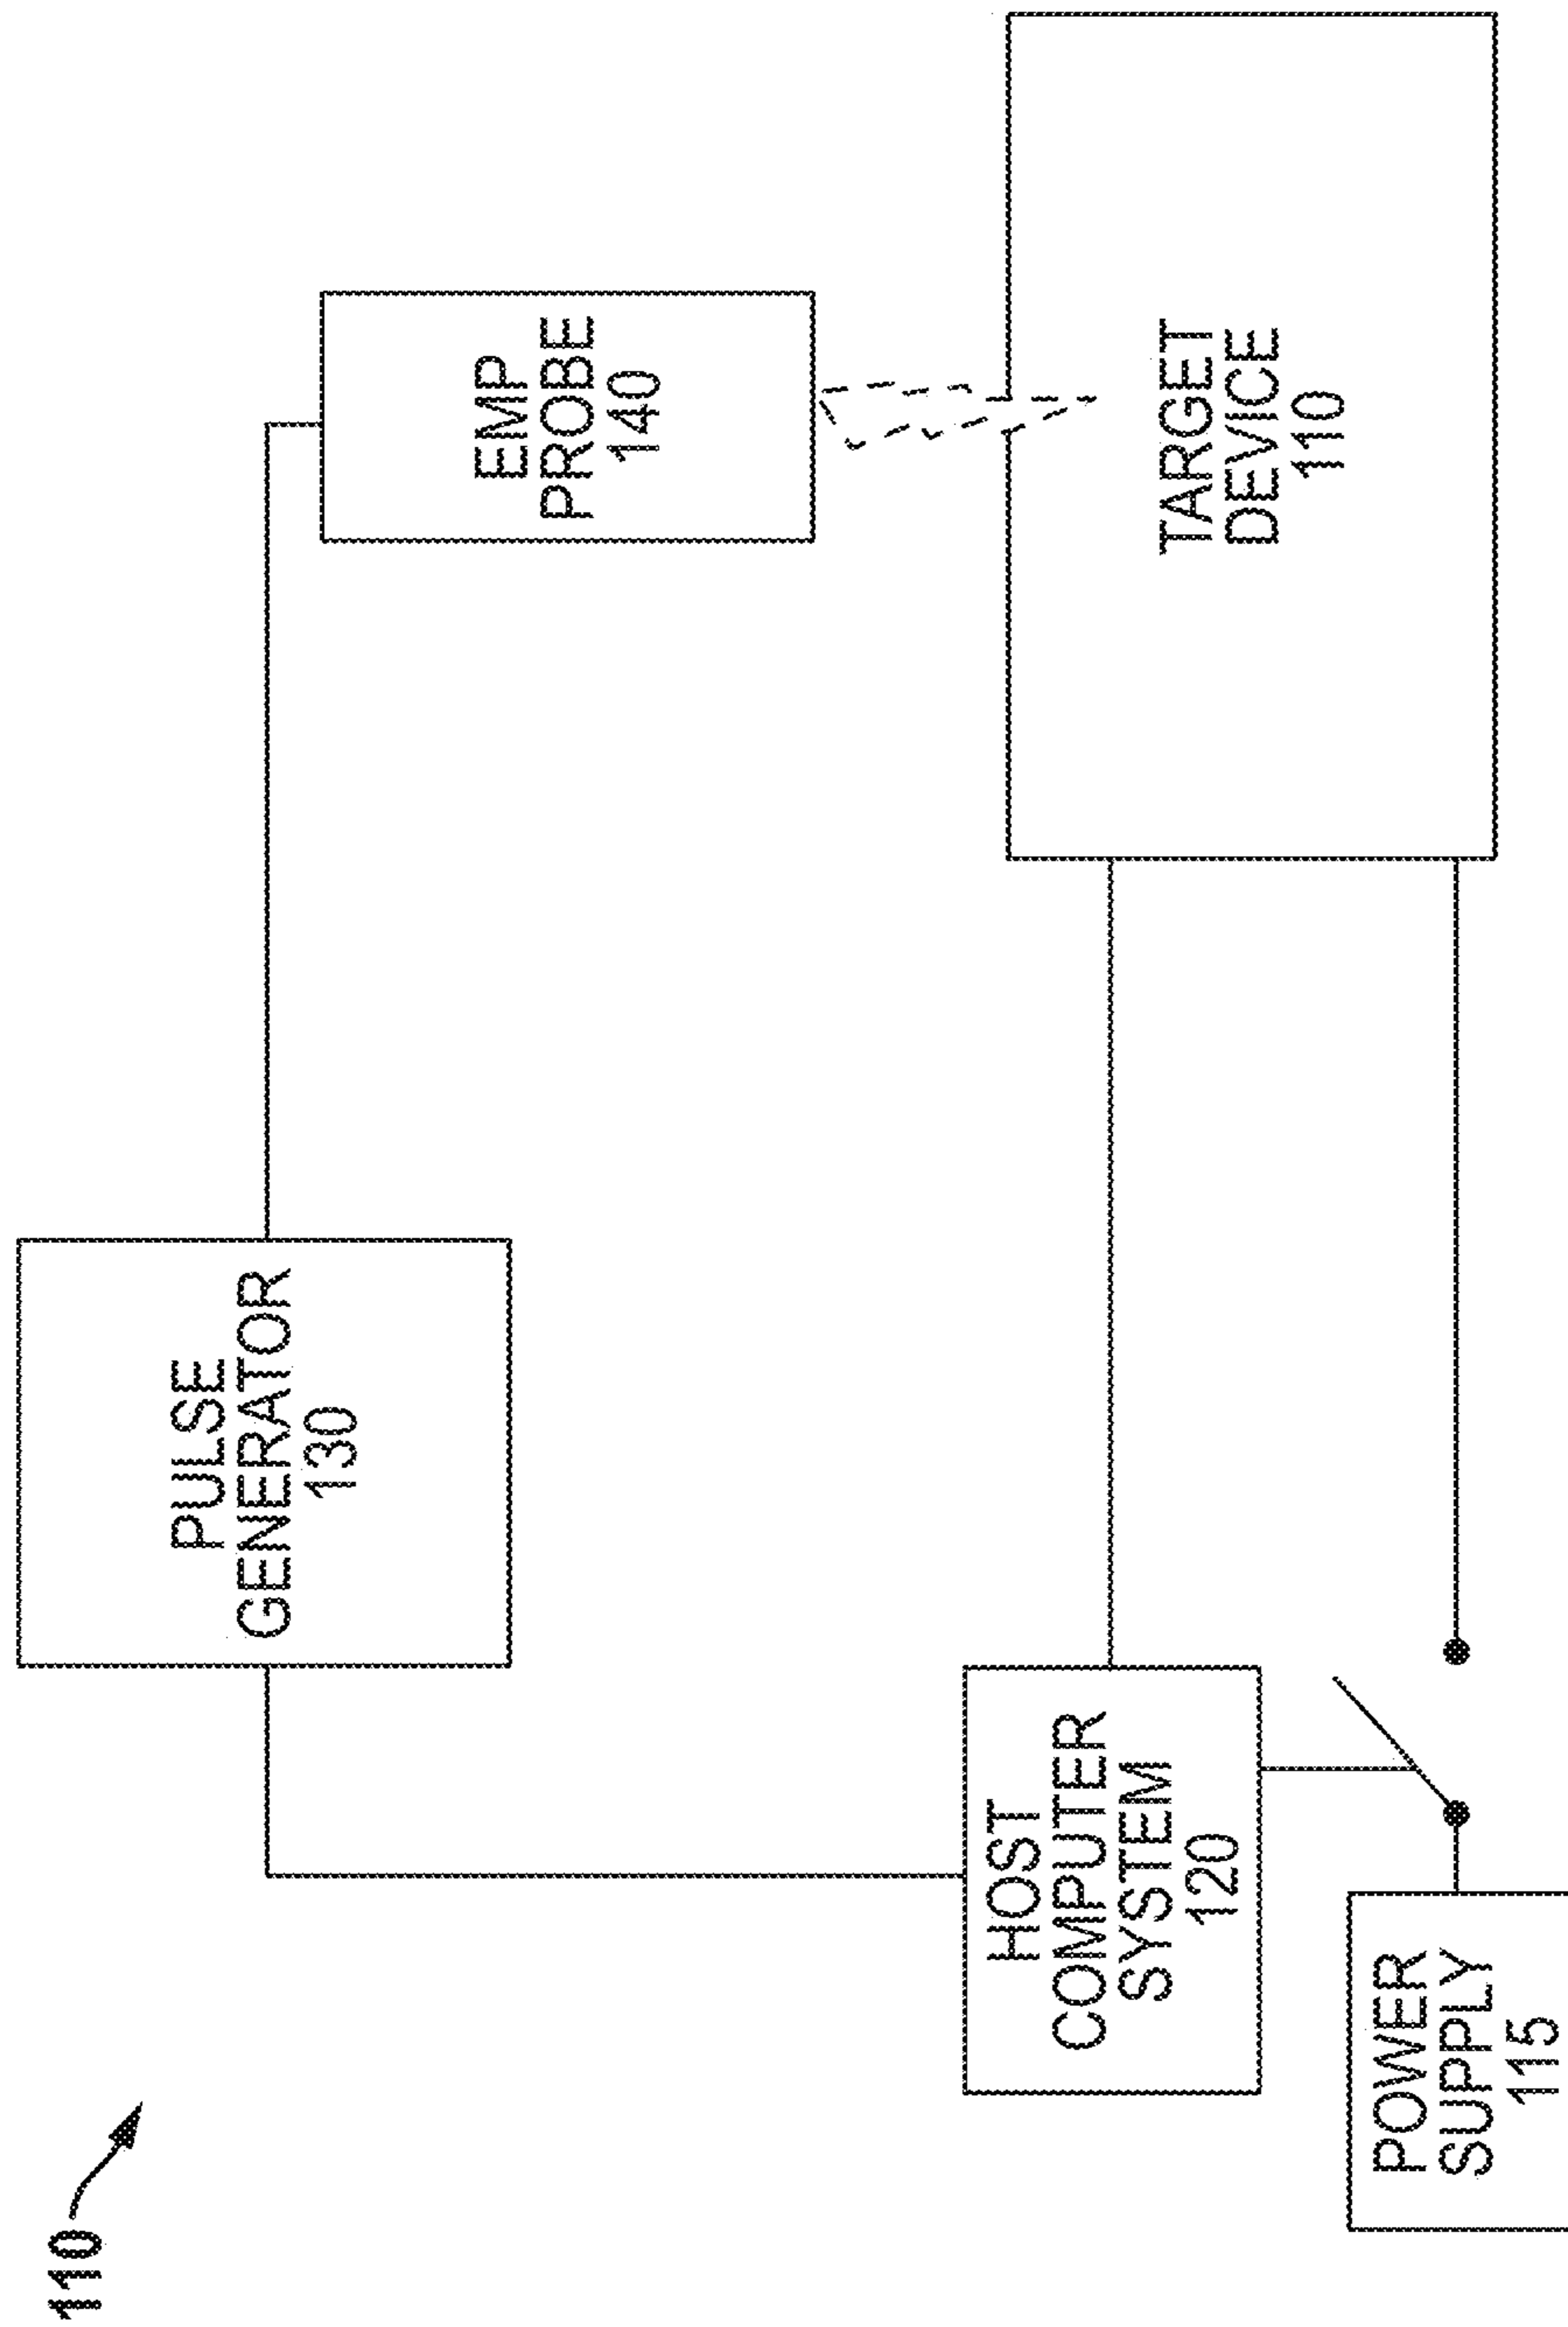 110
PULSE
GENERATOR
130
EMP
PROBE
140
HOST
COMPUTER
SYSTEM
120
TARGET
DEVICE
110
POWER
SUPPLY
115